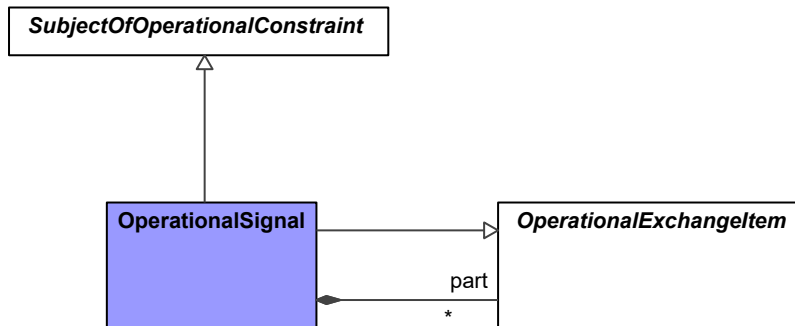 SubjectOfOperationalConstraint
OperationalSignal
OperationalExchangeItem
part
*